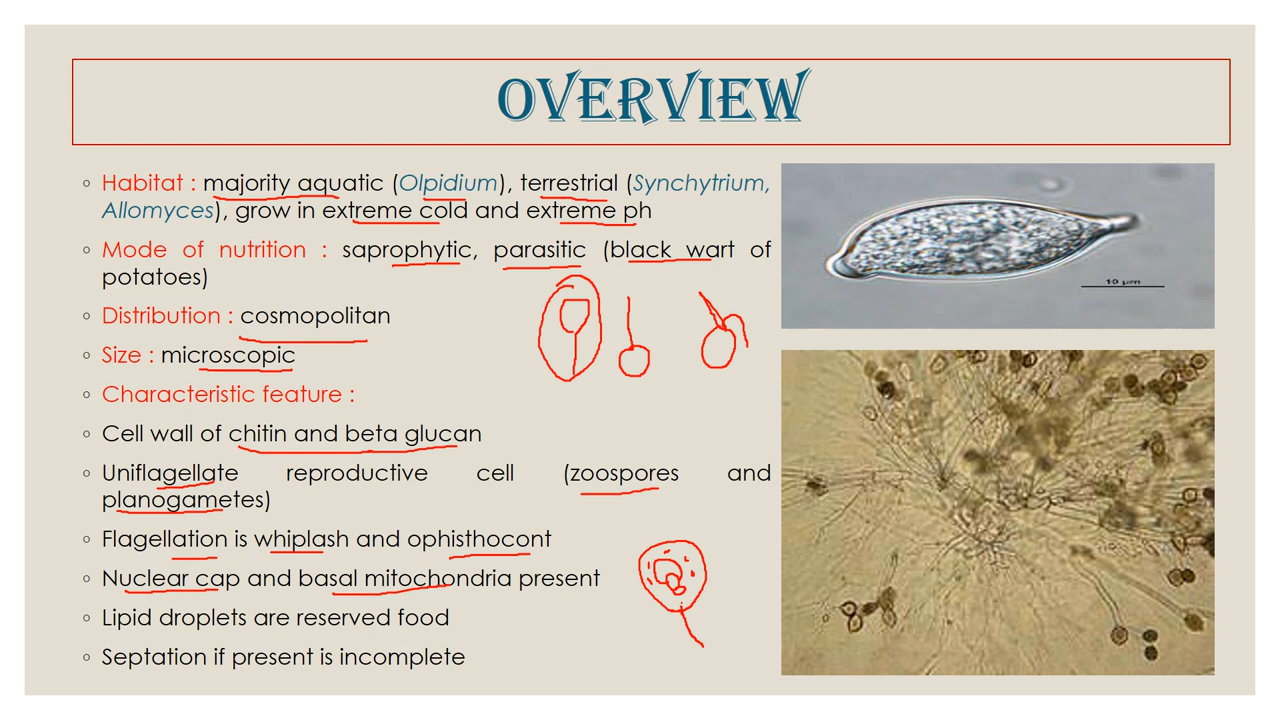 OVERVIEW
Habitat : majority aquatic (Olpidium), terrestrial (Synchytrium,
Allomyces), grow in extreme cold and extreme ph
Mode of nutrition : saprophytic, parasitic (black wart of
potatoes)
Distribution : cosmopolitan
Size : microscopic
Characteristic feature :
Cell wall of chitin and beta glucan
Uniflagellate reproductive cell (zoospores and
planogametes)
Flagellation is whiplash and ophisthocont
Nuclear cap and basal mitochondria present
Lipid droplets are reserved food
Septation if present is incomplete
10 µm